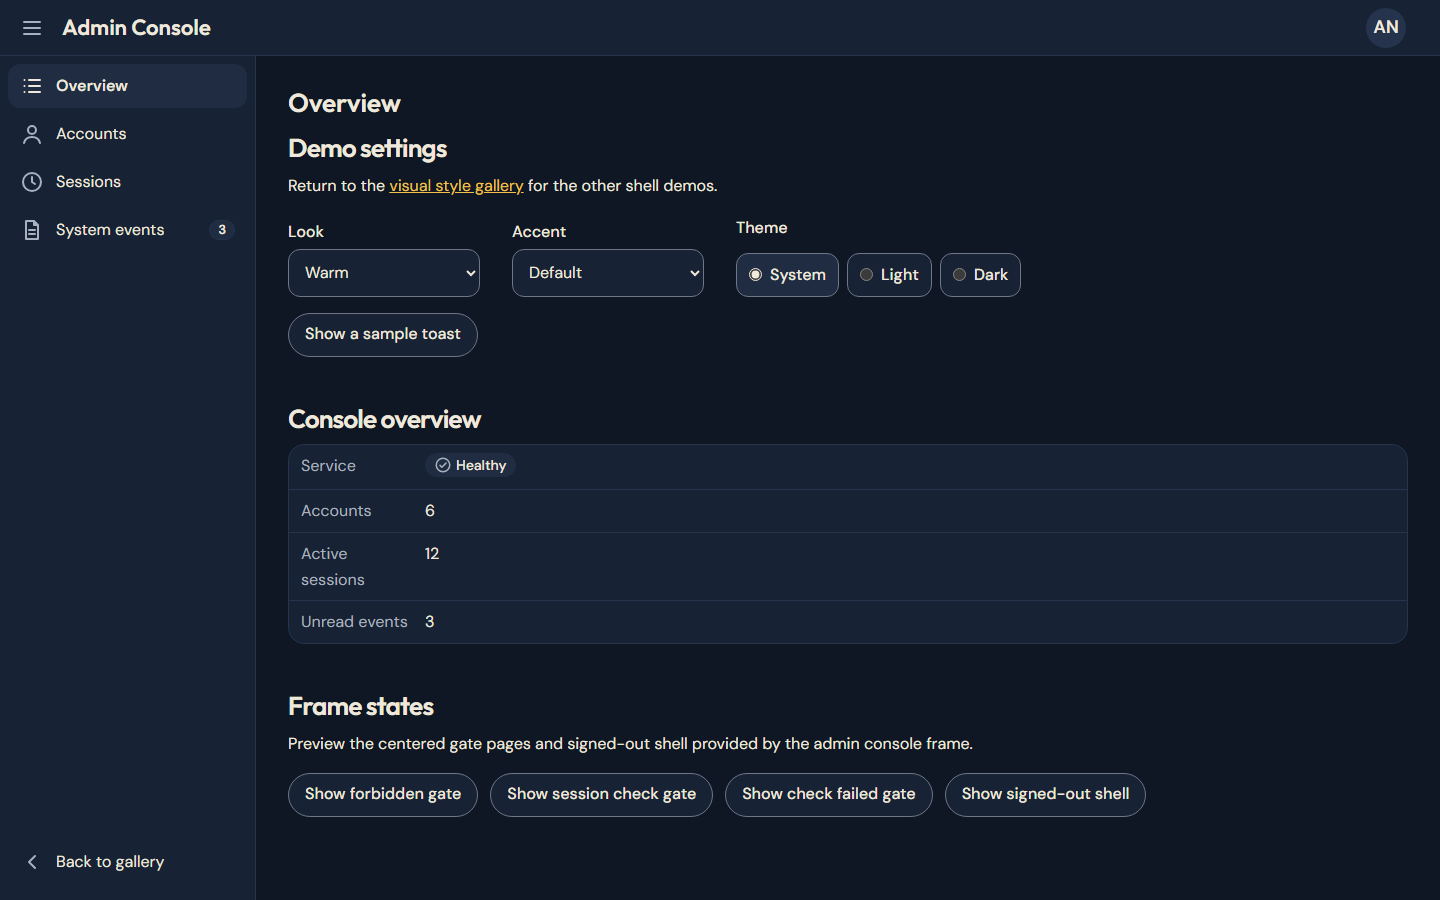 Admin Console
AN
Overview
Accounts
Sessions
System events 3
Back to gallery
Overview
Demo settings
Return to the visual style gallery for the other shell demos.
Look
Warm
Accent
Default
Theme
System
Light
Dark
Show a sample toast
Console overview
Service Healthy
Accounts 6
Active 12
sessions
Unread events 3
Frame states
Preview the centered gate pages and signed-out shell provided by the admin console frame.
Show forbidden gate
Show session check gate
Show check failed gate
Show signed-out shell